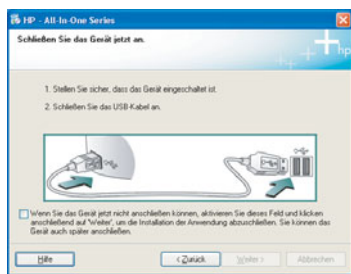 HP - All-In-One Series
Schließen Sie das Gerät jetzt an.
hp
1. Stellen Sie sicher, dass das Gerät eingeschaltet ist.
2. Schließen Sie das USB-Kabel an.
Wenn Sie das Gerät jetzt nicht anschließen können, aktivieren Sie dieses Feld und klicken
anschließend auf 'Weiter', um die Installation der Anwendung abzuschließen. Sie können das
Gerät auch später anschließen.
Hilfe
< Zurück
Weiter >
Abbrechen